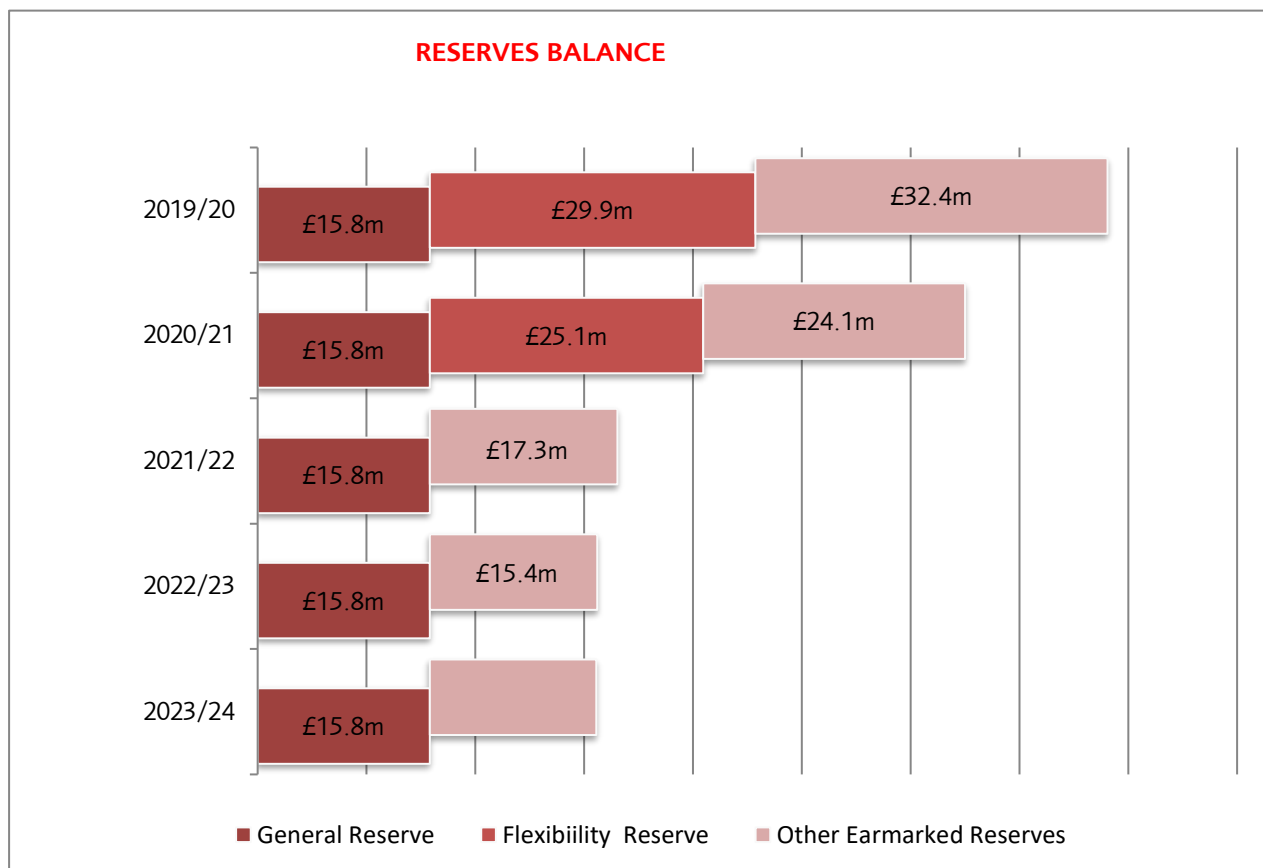 RESERVES BALANCE
2019/20
£15.8m
£29.9m
£32.4m
2020/21
£15.8m
£25.1m
£24.1m
2021/22
£15.8m
£17.3m
2022/23
£15.8m
£15.4m
2023/24
£15.8m
General Reserve
Flexibiility Reserve
Other Earmarked Reserves